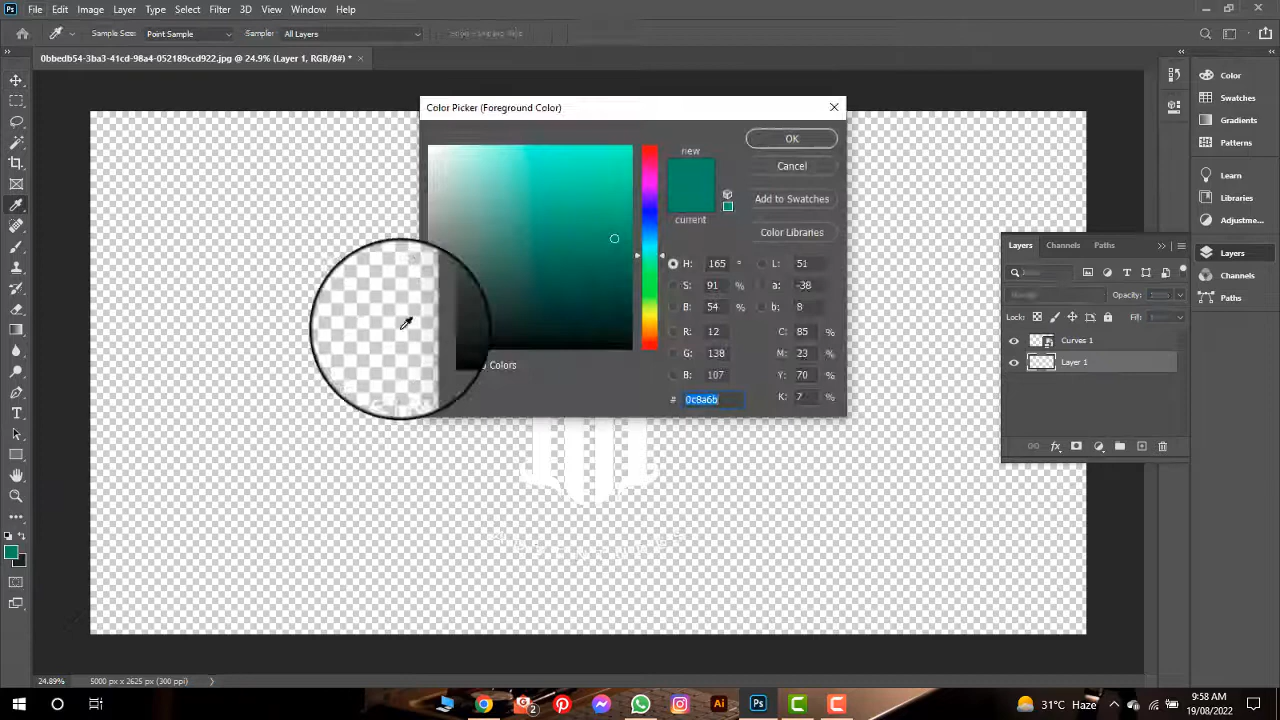 File Edit Image Layer Type Select Filter 3D View Window Help
Sample Size: Point Sample Sampler: All Layers
0bbedb54-3ba3-41cd-98a4-052189ccd922.jpg @ 24.9% (Layer 1, RGB/8#) *
Color Picker (Foreground Color)
new
current
OK
Cancel
Add to Swatches
Color Libraries
H: 165 °
S: 91 %
B: 54 %
R: 12
G: 138
B: 107
# 0c8a6b
L: 51
a: -38
b: 8
C: 85 %
M: 23 %
Y: 70 %
K: 7 %
Colors
Color
Swatches
Gradients
Patterns
Learn
Libraries
Adjustme...
Layers
Channels
Paths
Layers Channels Paths
Opacity:
Lock: Fill:
Curves 1
Layer 1
24.89% 5000 px x 2625 px (300 ppi)
2
31°C Haze
9:58 AM
19/08/2022